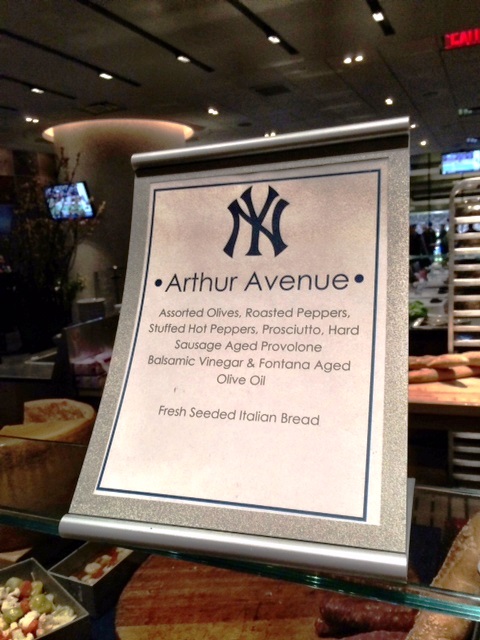 NY
• Arthur Avenue •
Assorted Olives, Roasted Peppers,
Stuffed Hot Peppers, Prosciutto, Hard
Sausage Aged Provolone
Balsamic Vinegar & Fontana Aged
Olive Oil
Fresh Seeded Italian Bread